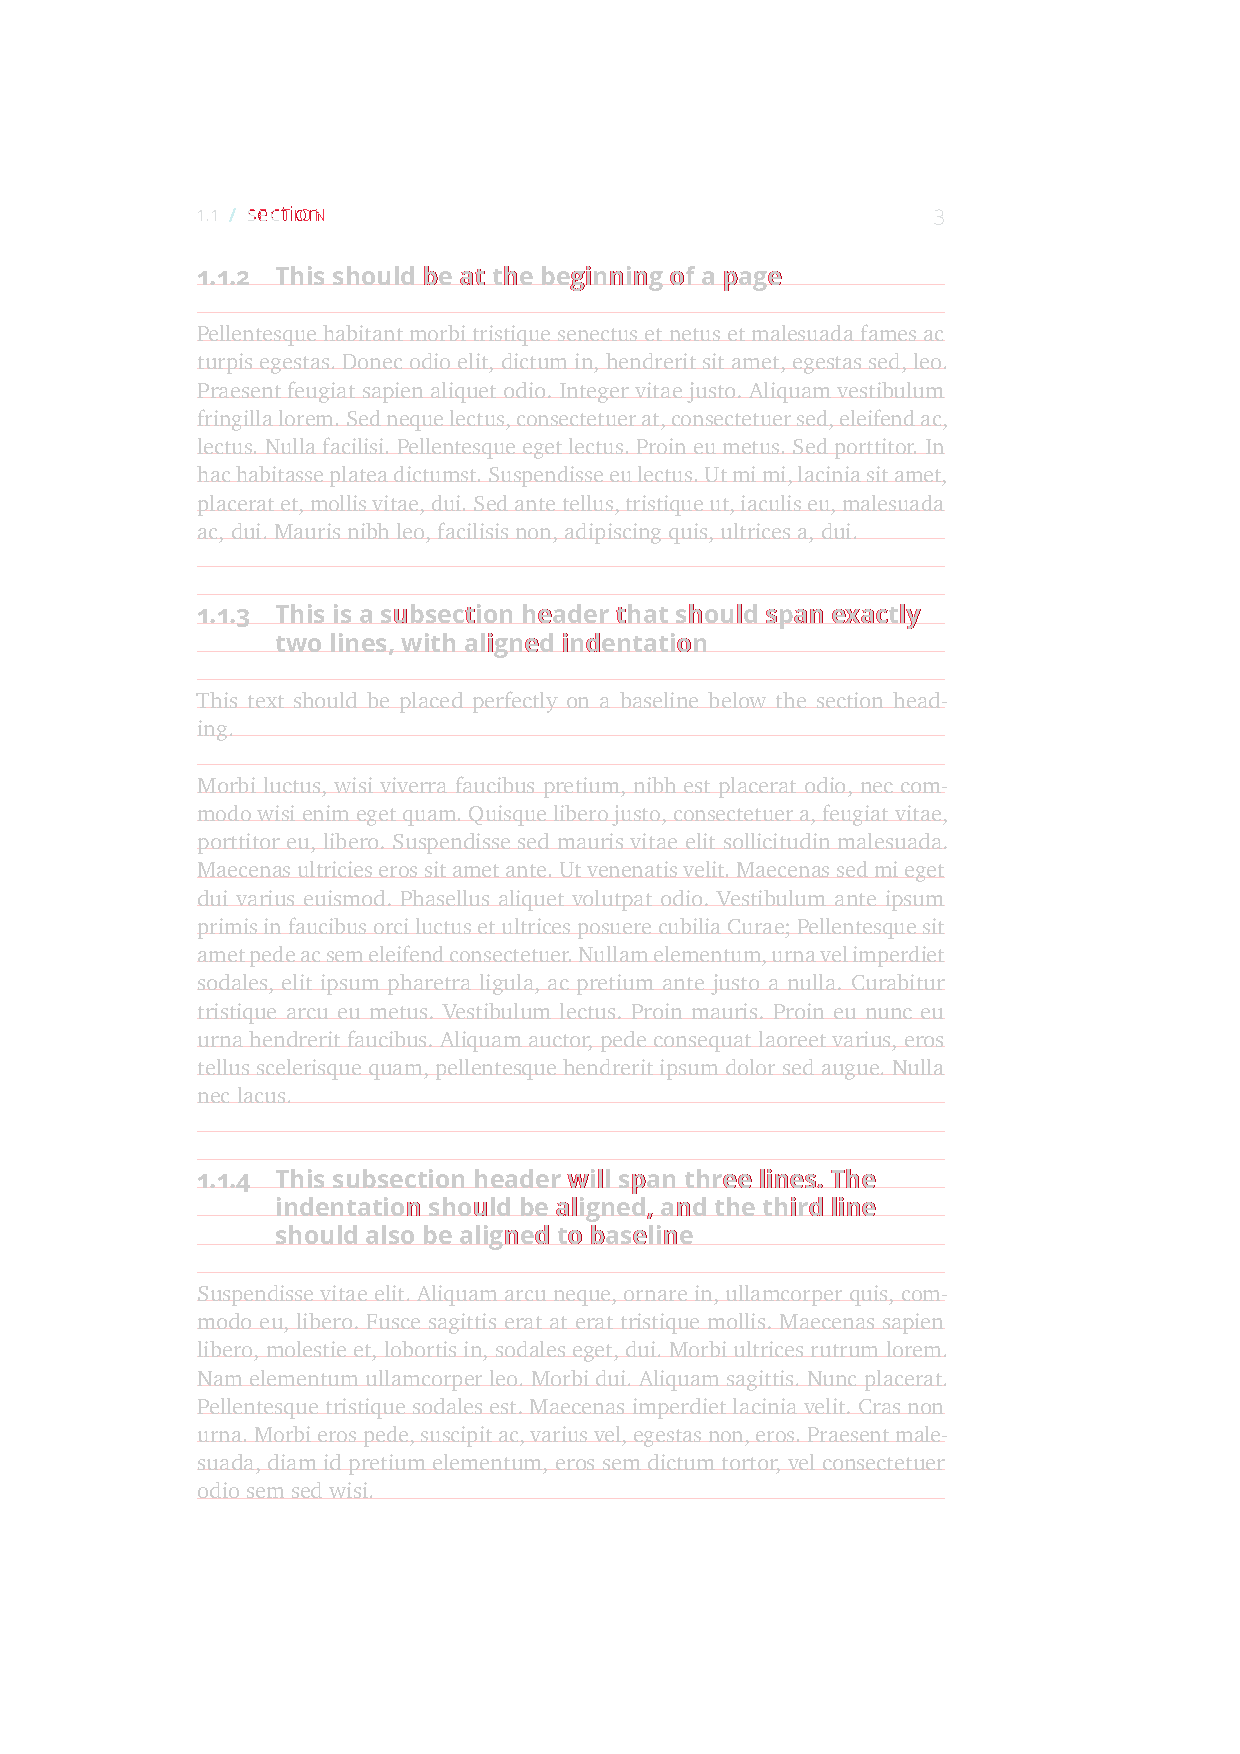 1.1 / section 3
1.1.2 This should be at the beginning of a page
Pellentesque habitant morbi tristique senectus et netus et malesuada fames ac
turpis egestas. Donec odio elit, dictum in, hendrerit sit amet, egestas sed, leo.
Praesent feugiat sapien aliquet odio. Integer vitae justo. Aliquam vestibulum
fringilla lorem. Sed neque lectus, consectetuer at, consectetuer sed, eleifend ac,
lectus. Nulla facilisi. Pellentesque eget lectus. Proin eu metus. Sed porttitor. In
hac habitasse platea dictumst. Suspendisse eu lectus. Ut mi mi, lacinia sit amet,
placerat et, mollis vitae, dui. Sed ante tellus, tristique ut, iaculis eu, malesuada
ac, dui. Mauris nibh leo, facilisis non, adipiscing quis, ultrices a, dui.
1.1.3 This is a subsection header that should span exactly
two lines, with aligned indentation
This text should be placed perfectly on a baseline below the section head-
ing.
Morbi luctus, wisi viverra faucibus pretium, nibh est placerat odio, nec com-
modo wisi enim eget quam. Quisque libero justo, consectetuer a, feugiat vitae,
porttitor eu, libero. Suspendisse sed mauris vitae elit sollicitudin malesuada.
Maecenas ultricies eros sit amet ante. Ut venenatis velit. Maecenas sed mi eget
dui varius euismod. Phasellus aliquet volutpat odio. Vestibulum ante ipsum
primis in faucibus orci luctus et ultrices posuere cubilia Curae; Pellentesque sit
amet pede ac sem eleifend consectetuer. Nullam elementum, urna vel imperdiet
sodales, elit ipsum pharetra ligula, ac pretium ante justo a nulla. Curabitur
tristique arcu eu metus. Vestibulum lectus. Proin mauris. Proin eu nunc eu
urna hendrerit faucibus. Aliquam auctor, pede consequat laoreet varius, eros
tellus scelerisque quam, pellentesque hendrerit ipsum dolor sed augue. Nulla
nec lacus.
1.1.4 This subsection header will span three lines. The
indentation should be aligned, and the third line
should also be aligned to baseline
Suspendisse vitae elit. Aliquam arcu neque, ornare in, ullamcorper quis, com-
modo eu, libero. Fusce sagittis erat at erat tristique mollis. Maecenas sapien
libero, molestie et, lobortis in, sodales eget, dui. Morbi ultrices rutrum lorem.
Nam elementum ullamcorper leo. Morbi dui. Aliquam sagittis. Nunc placerat.
Pellentesque tristique sodales est. Maecenas imperdiet lacinia velit. Cras non
urna. Morbi eros pede, suscipit ac, varius vel, egestas non, eros. Praesent male-
suada, diam id pretium elementum, eros sem dictum tortor, vel consectetuer
odio sem sed wisi.